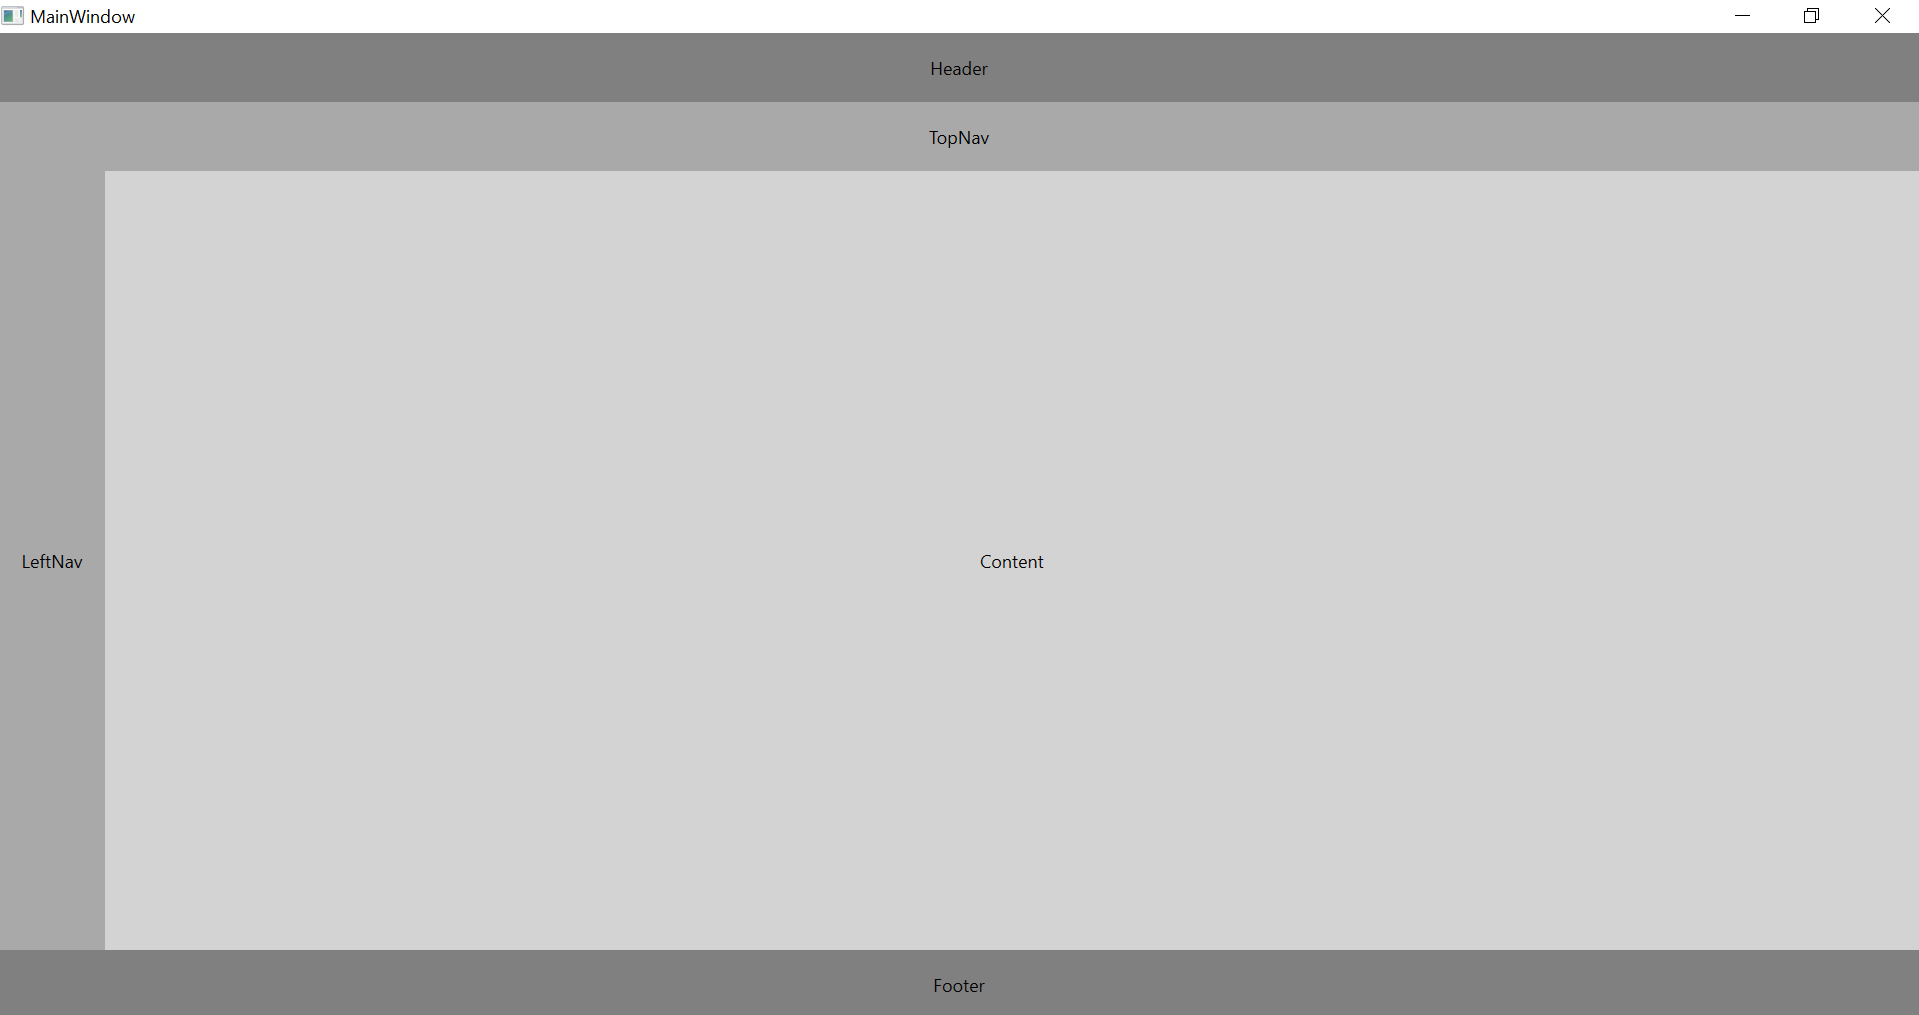 MainWindow
Header
TopNav
LeftNav
Content
Footer